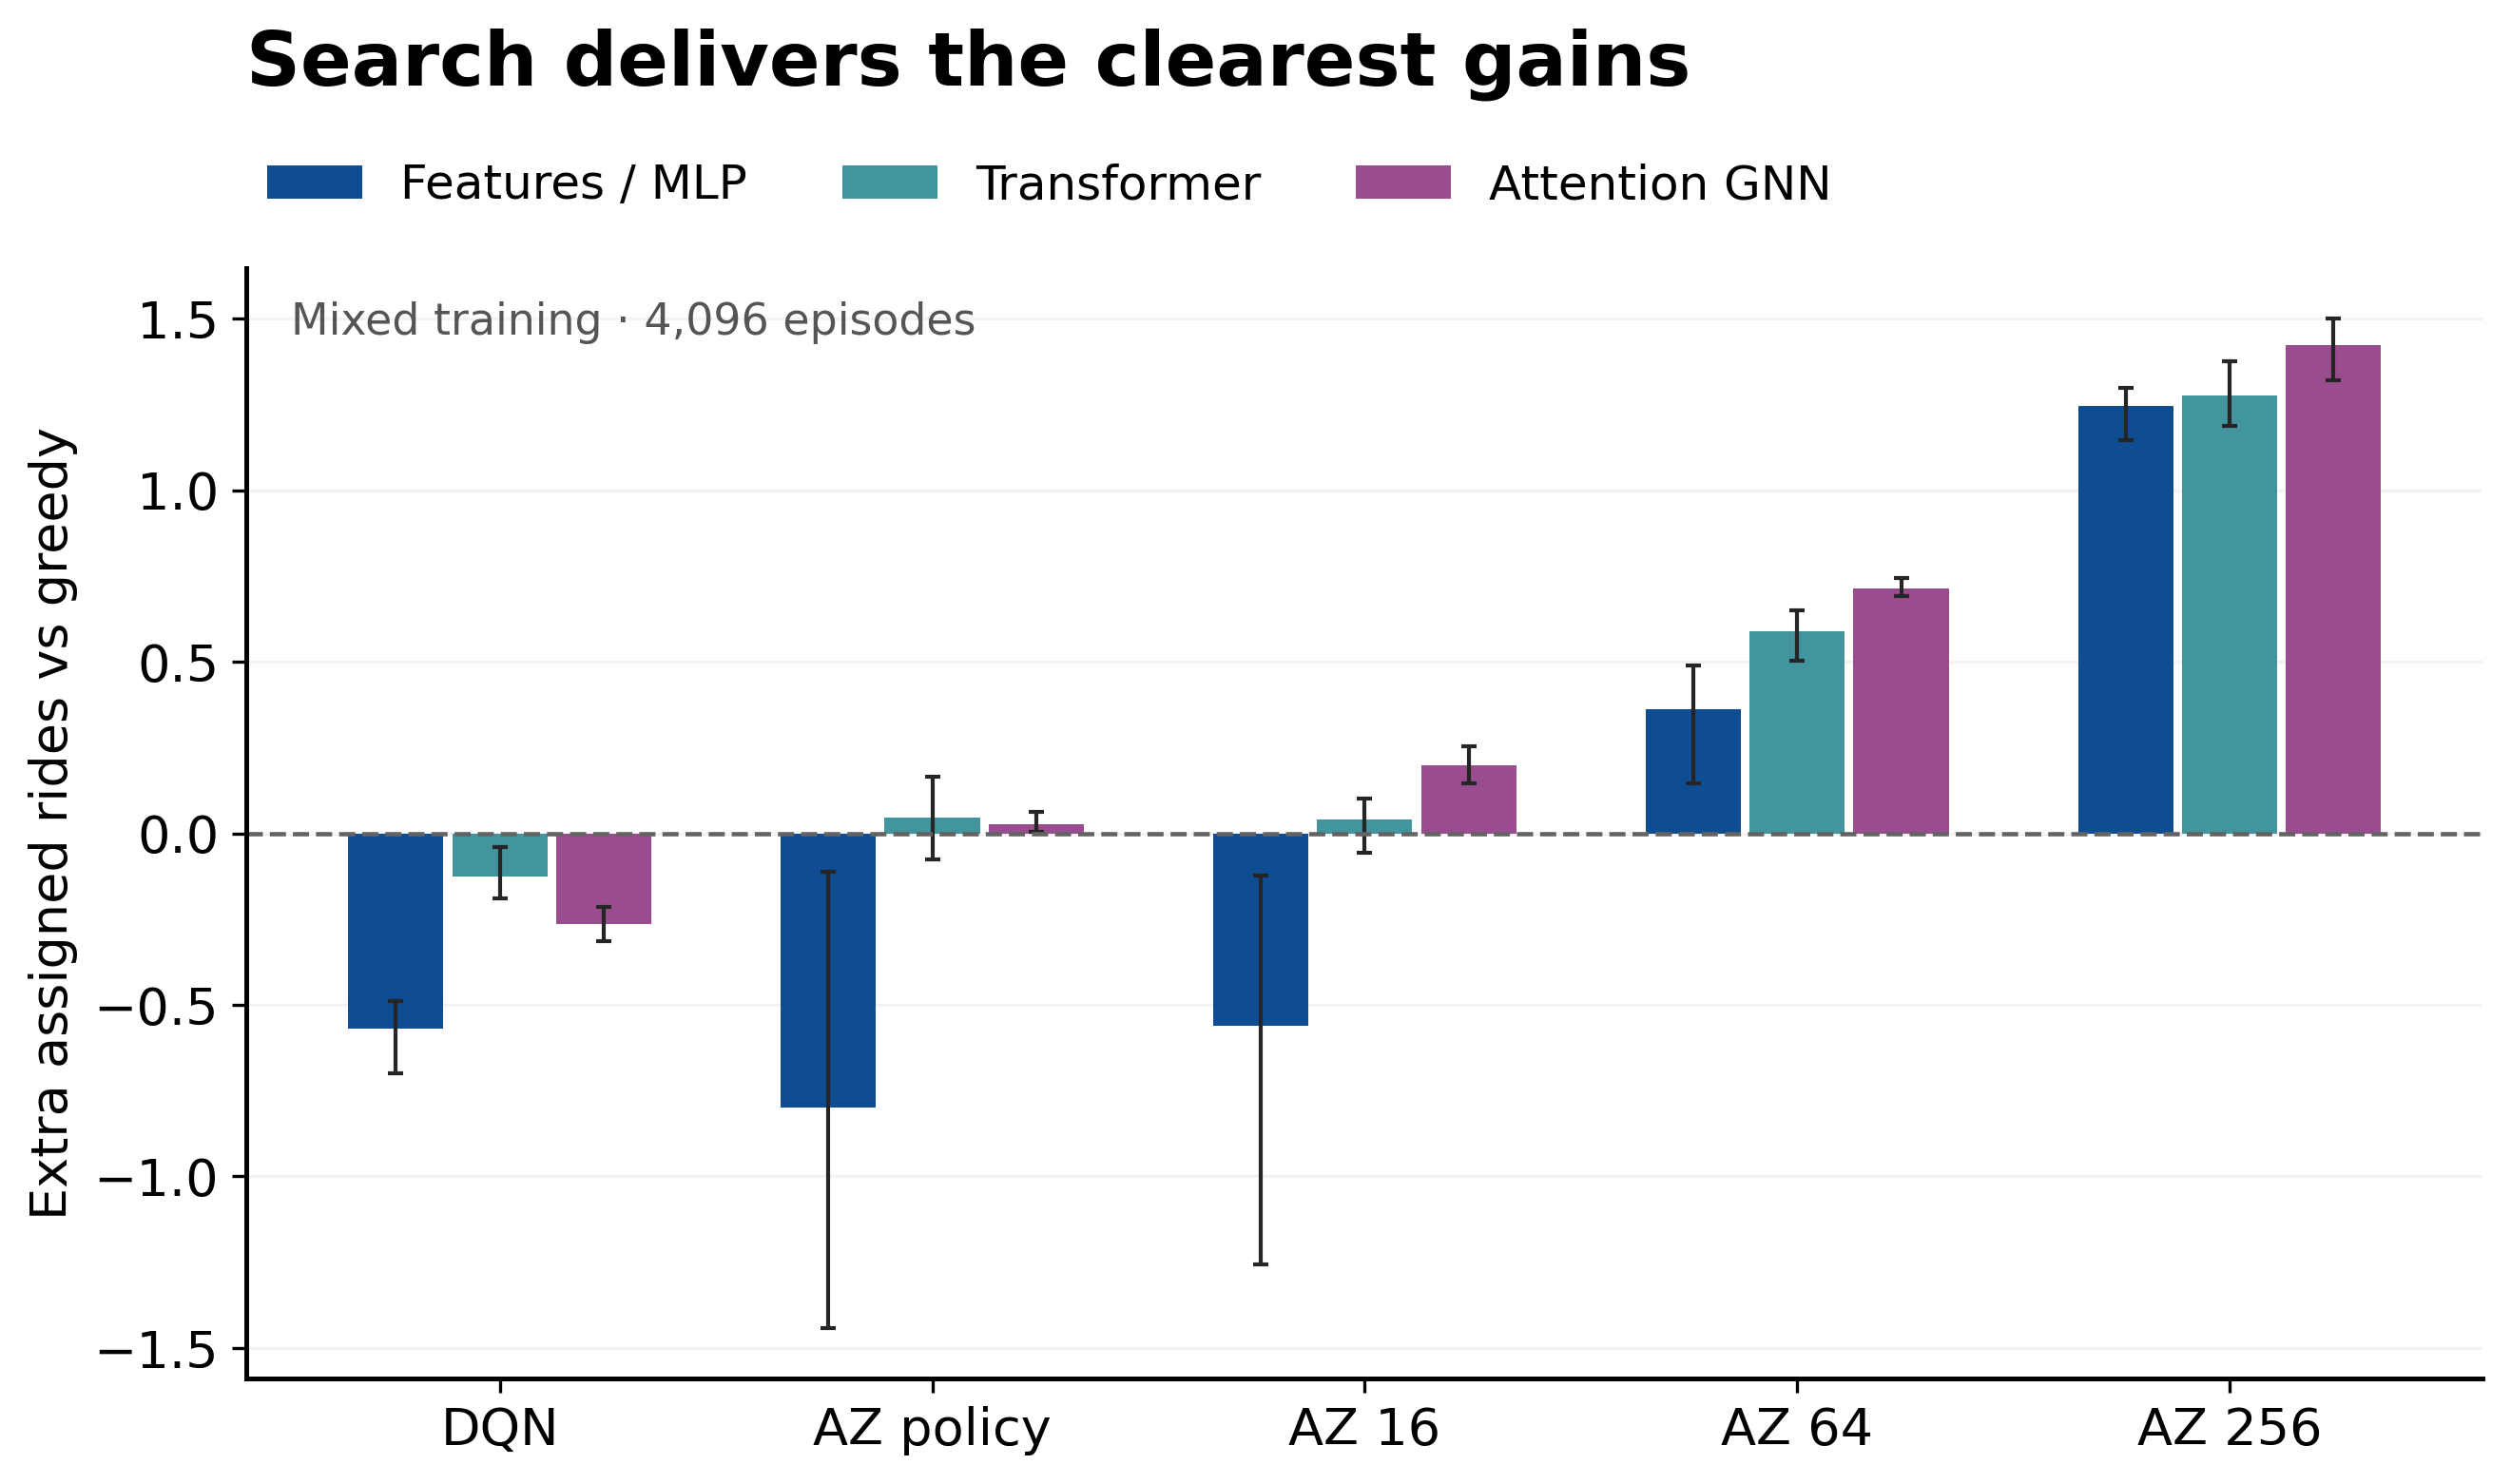 Search delivers the clearest gains
Features / MLP
Transformer
Attention GNN
Mixed training · 4,096 episodes
Extra assigned rides vs greedy
1.5
1.0
0.5
0.0
−0.5
−1.0
−1.5
DQN
AZ policy
AZ 16
AZ 64
AZ 256